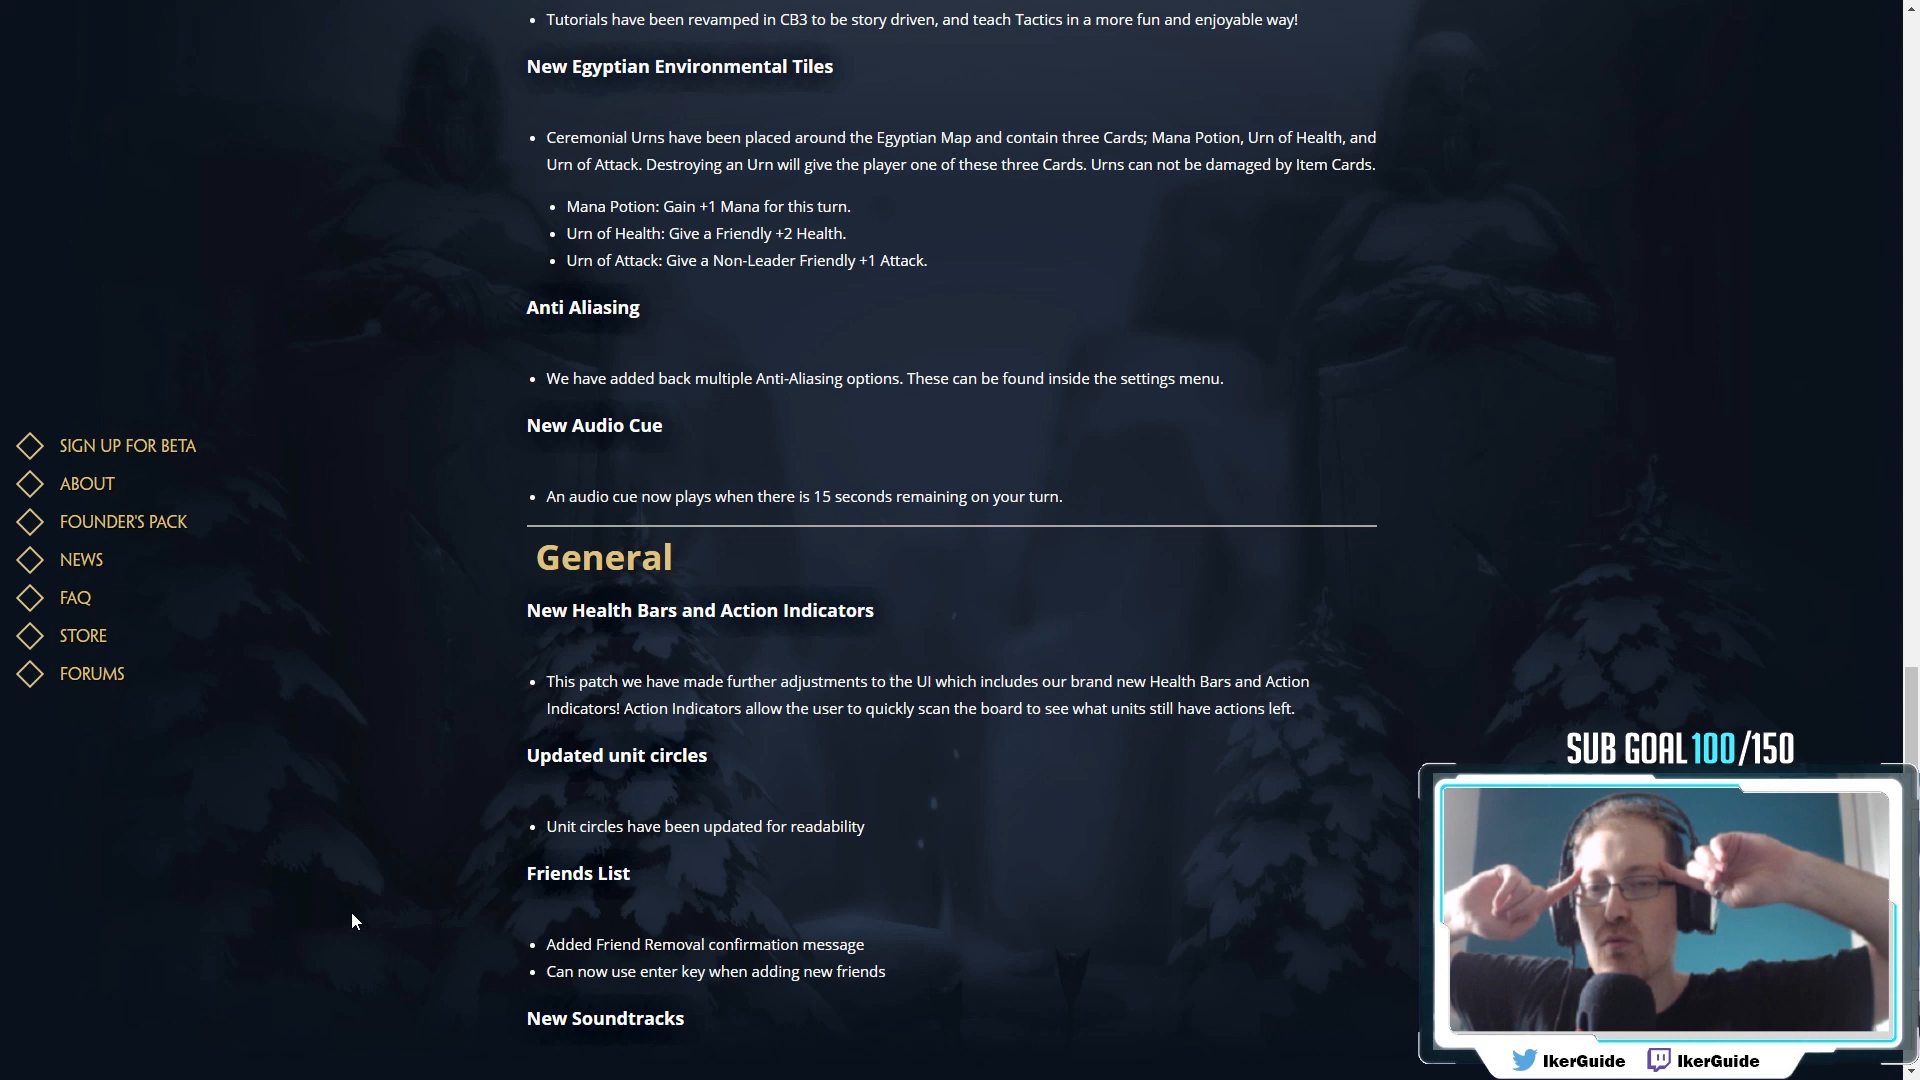 Tutorials have been revamped in CB3 to be story driven, and teach Tactics in a more fun and enjoyable way!
New Egyptian Environmental Tiles
Ceremonial Urns have been placed around the Egyptian Map and contain three Cards; Mana Potion, Urn of Health, and
Urn of Attack. Destroying an Urn will give the player one of these three Cards. Urns can not be damaged by Item Cards.
Mana Potion: Gain +1 Mana for this turn.
Urn of Health: Give a Friendly +2 Health.
Urn of Attack: Give a Non-Leader Friendly +1 Attack.
Anti Aliasing
We have added back multiple Anti-Aliasing options. These can be found inside the settings menu.
New Audio Cue
An audio cue now plays when there is 15 seconds remaining on your turn.
General
New Health Bars and Action Indicators
This patch we have made further adjustments to the UI which includes our brand new Health Bars and Action
Indicators! Action Indicators allow the user to quickly scan the board to see what units still have actions left.
Updated unit circles
Unit circles have been updated for readability
Friends List
Added Friend Removal confirmation message
Can now use enter key when adding new friends
New Soundtracks
SIGN UP FOR BETA
ABOUT
FOUNDER'S PACK
NEWS
FAQ
STORE
FORUMS
SUB GOAL 100/150
IkerGuide IkerGuide